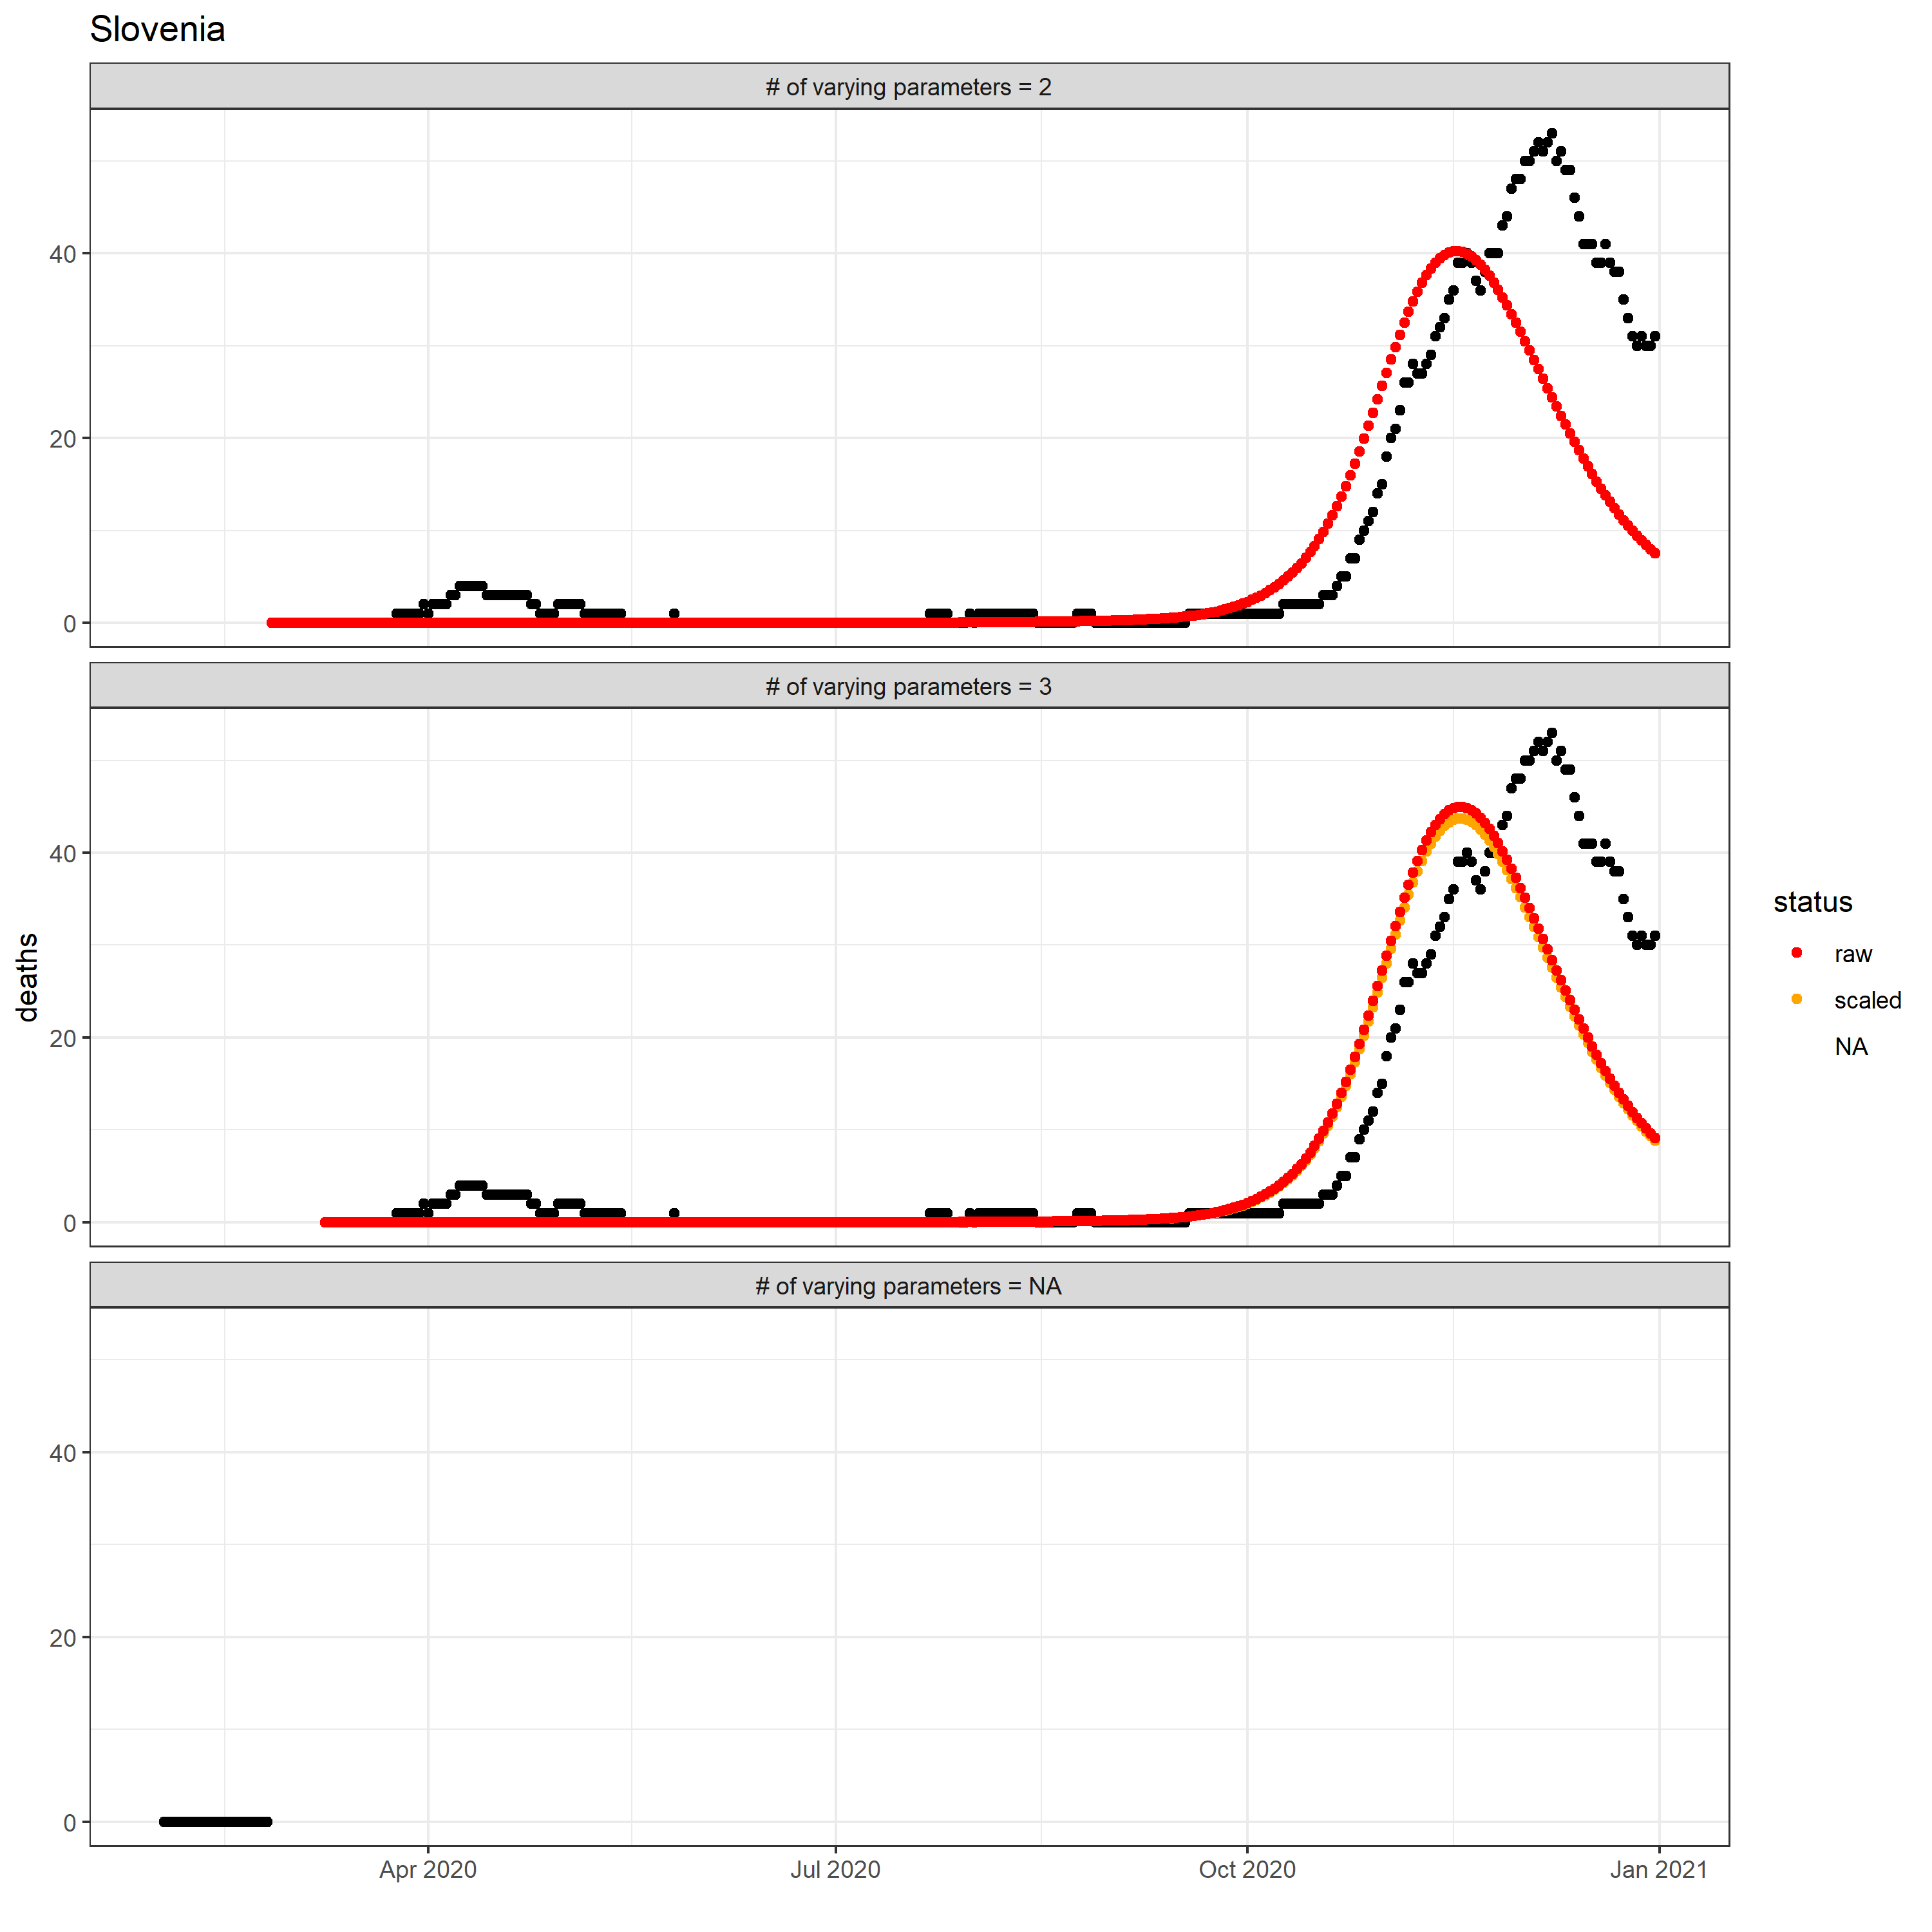 Slovenia
# of varying parameters = 2
40
20
0
# of varying parameters = 3
40
20
0
deaths
status
raw
scaled
NA
# of varying parameters = NA
40
20
0
Apr 2020
Jul 2020
Oct 2020
Jan 2021